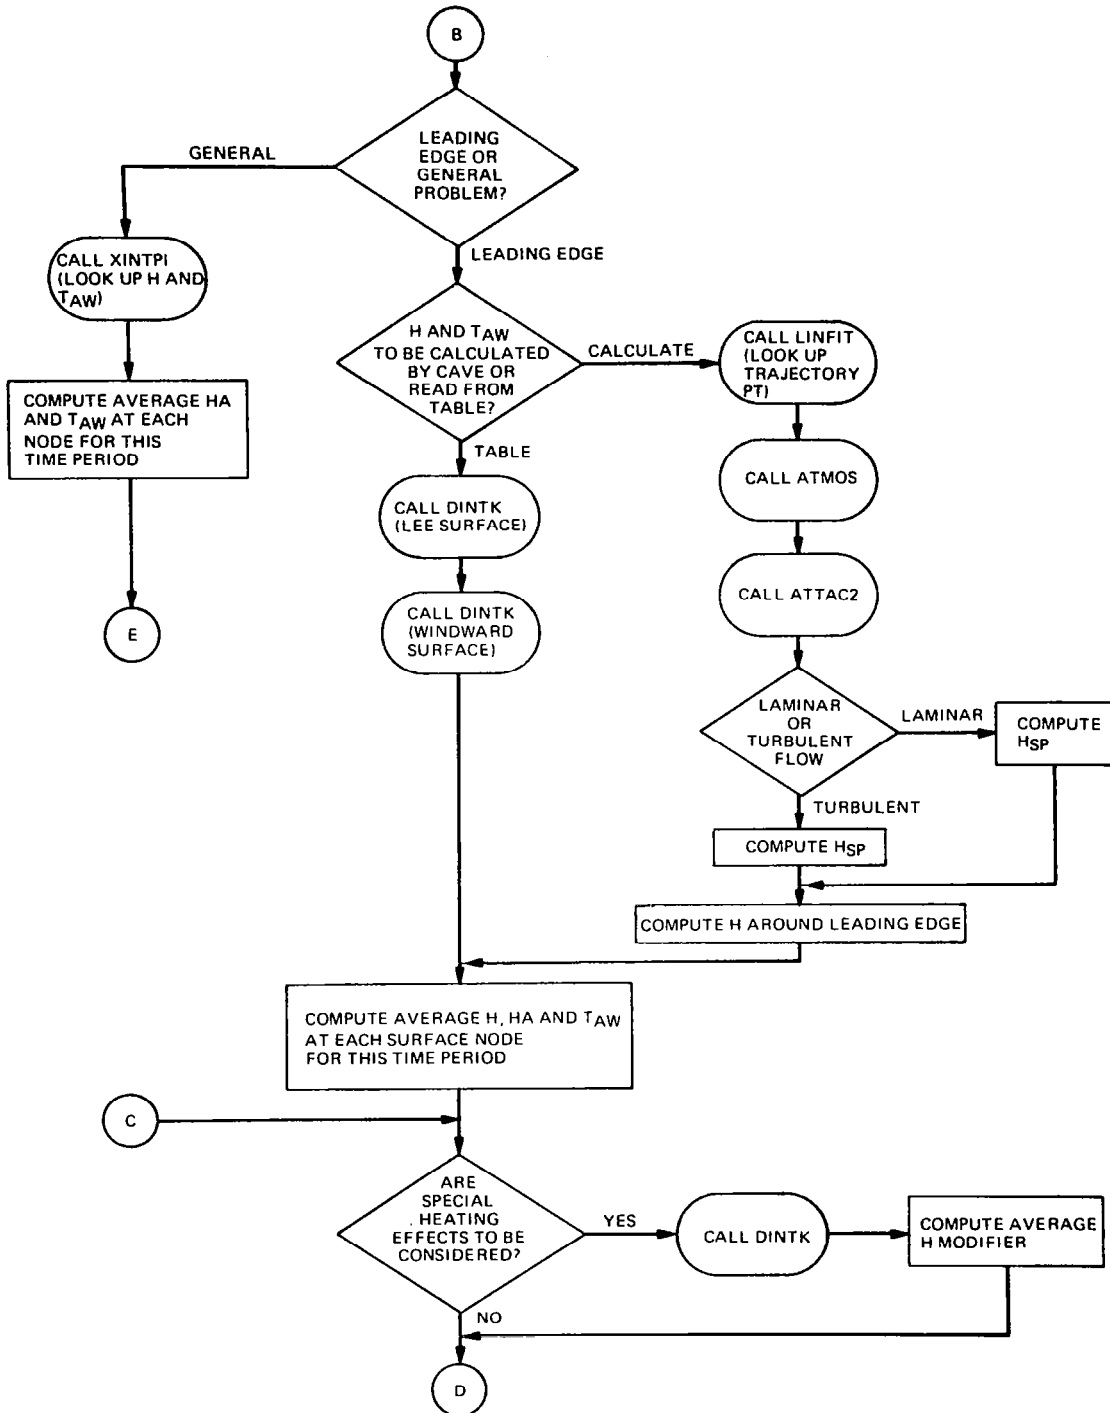 B
LEADING
EDGE OR
GENERAL
PROBLEM?
GENERAL
LEADING EDGE
CALL XINTPI
(LOOK UP H AND
TAW)
COMPUTE AVERAGE HA
AND TAW AT EACH
NODE FOR THIS
TIME PERIOD
E
H AND TAW
TO BE CALCULATED
BY CAVE OR
READ FROM
TABLE?
CALCULATE
TABLE
CALL DINTK
(LEE SURFACE)
CALL DINTK
(WINDWARD
SURFACE)
CALL LINFIT
(LOOK UP
TRAJECTORY
PT)
CALL ATMOS
CALL ATTAC2
LAMINAR
OR
TURBULENT
FLOW
LAMINAR
COMPUTE
HSP
TURBULENT
COMPUTE HSP
COMPUTE H AROUND LEADING EDGE
COMPUTE AVERAGE H, HA AND TAW
AT EACH SURFACE NODE
FOR THIS TIME PERIOD
C
ARE
SPECIAL
HEATING
EFFECTS TO BE
CONSIDERED?
YES
CALL DINTK
COMPUTE AVERAGE
H MODIFIER
NO
D